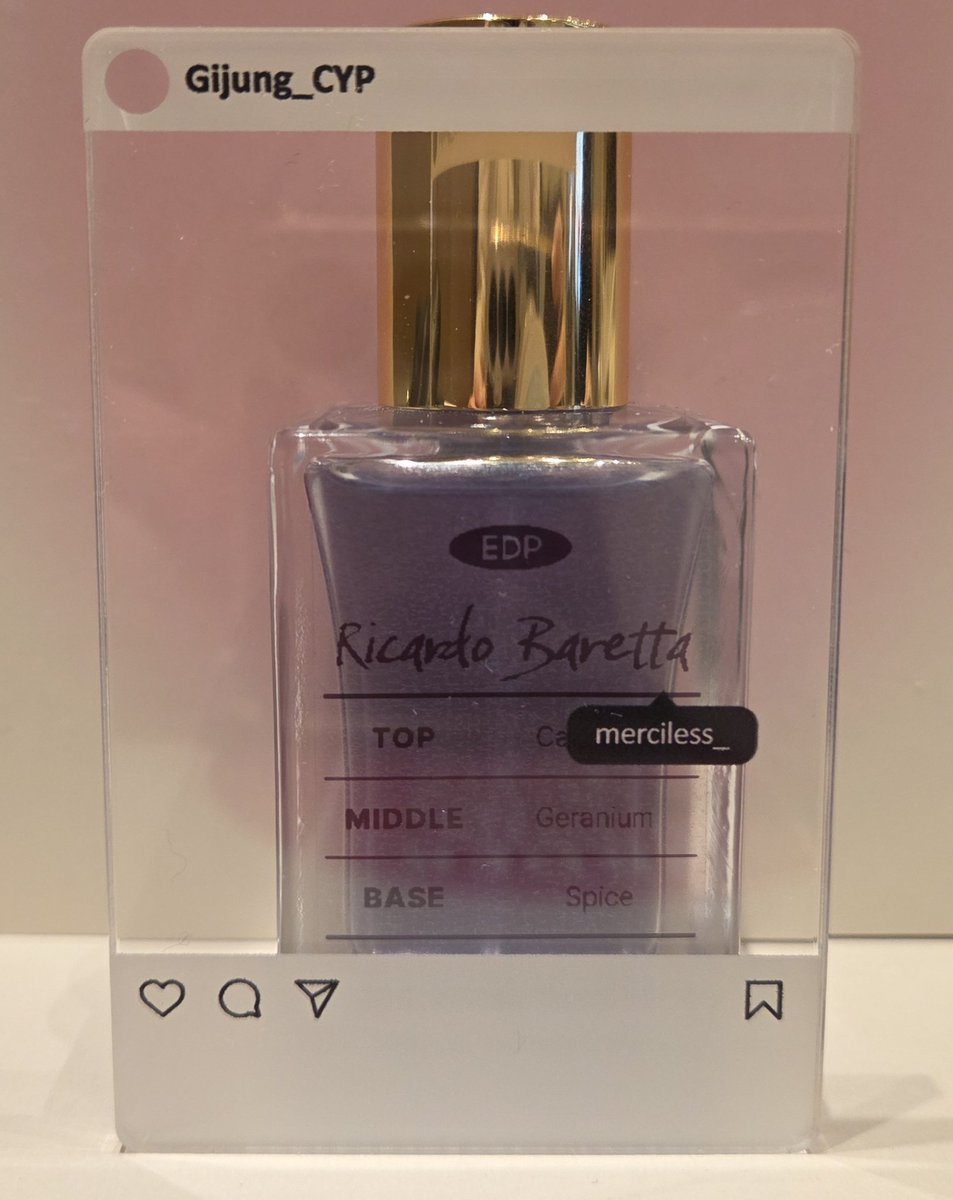 Gijung_CYP
EDP
Ricardo Baretta
TOP
merciless_
MIDDLE Geranium
BASE Spice